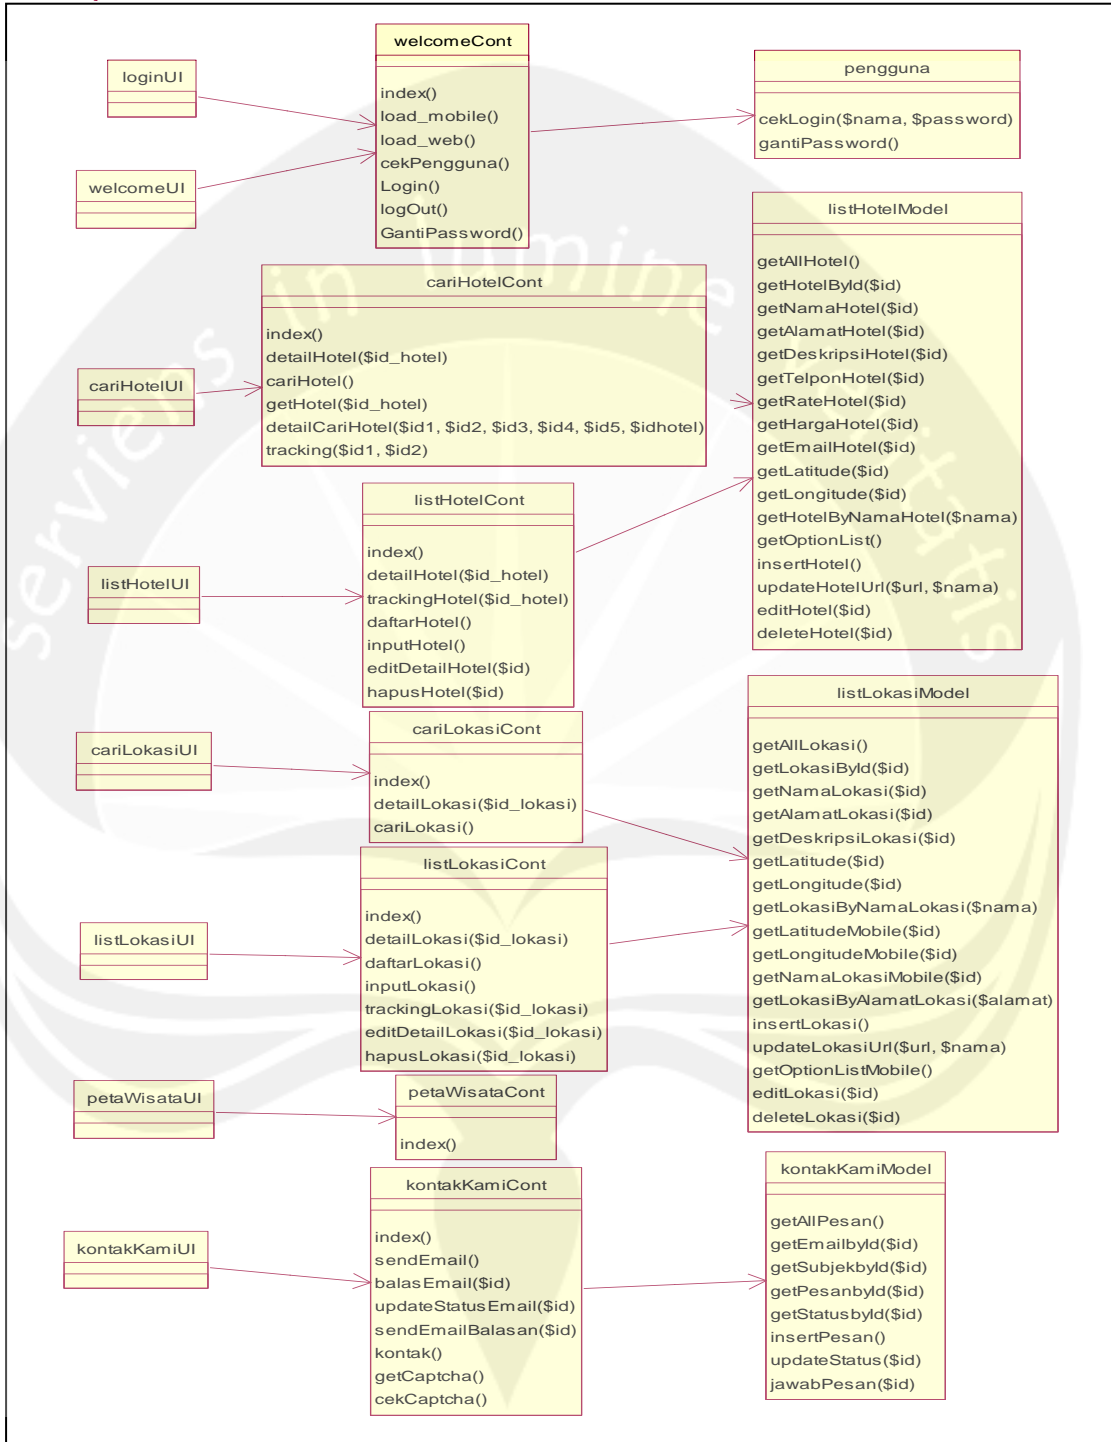 loginUI
welcomeUI
welcomeCont
index()
load_mobile()
load_web()
cekPengguna()
Login()
logOut()
GantiPassword()
pengguna
cekLogin($nama, $password)
gantiPassword()
cariHotelUI
cariHotelCont
index()
detailHotel($id_hotel)
cariHotel()
getHotel($id_hotel)
detailCariHotel($id1, $id2, $id3, $id4, $id5, $idhotel)
tracking($id1, $id2)
listHotelModel
getAllHotel()
getHotelById($id)
getNamaHotel($id)
getAlamatHotel($id)
getDeskripsiHotel($id)
getTelponHotel($id)
getRateHotel($id)
getHargaHotel($id)
getEmailHotel($id)
getLatitude($id)
getLongitude($id)
getHotelByNamaHotel($nama)
getOptionList()
insertHotel()
updateHotelUrl($url, $nama)
editHotel($id)
deleteHotel($id)
listHotelUI
listHotelCont
index()
detailHotel($id_hotel)
trackingHotel($id_hotel)
daftarHotel()
inputHotel()
editDetailHotel($id)
hapusHotel($id)
cariLokasiUI
cariLokasiCont
index()
detailLokasi($id_lokasi)
cariLokasi()
listLokasiModel
getAllLokasi()
getLokasiById($id)
getNamaLokasi($id)
getAlamatLokasi($id)
getDeskripsiLokasi($id)
getLatitude($id)
getLongitude($id)
getLokasiByNamaLokasi($nama)
getLatitudeMobile($id)
getLongitudeMobile($id)
getNamaLokasiMobile($id)
getLokasiByAlamatLokasi($alamat)
insertLokasi()
updateLokasiUrl($url, $nama)
getOptionListMobile()
editLokasi($id)
deleteLokasi($id)
listLokasiUI
listLokasiCont
index()
detailLokasi($id_lokasi)
daftarLokasi()
inputLokasi()
trackingLokasi($id_lokasi)
editDetailLokasi($id_lokasi)
hapusLokasi($id_lokasi)
petaWisataUI
petaWisataCont
index()
kontakKamiUI
kontakKamiCont
index()
sendEmail()
balasEmail($id)
updateStatusEmail($id)
sendEmailBalasan($id)
kontak()
getCaptcha()
cekCaptcha()
kontakKamiModel
getAllPesan()
getEmailbyId($id)
getSubjekbyId($id)
getPesanbyId($id)
getStatusbyId($id)
insertPesan()
updateStatus($id)
jawabPesan($id)
serviens in lumine veritatis